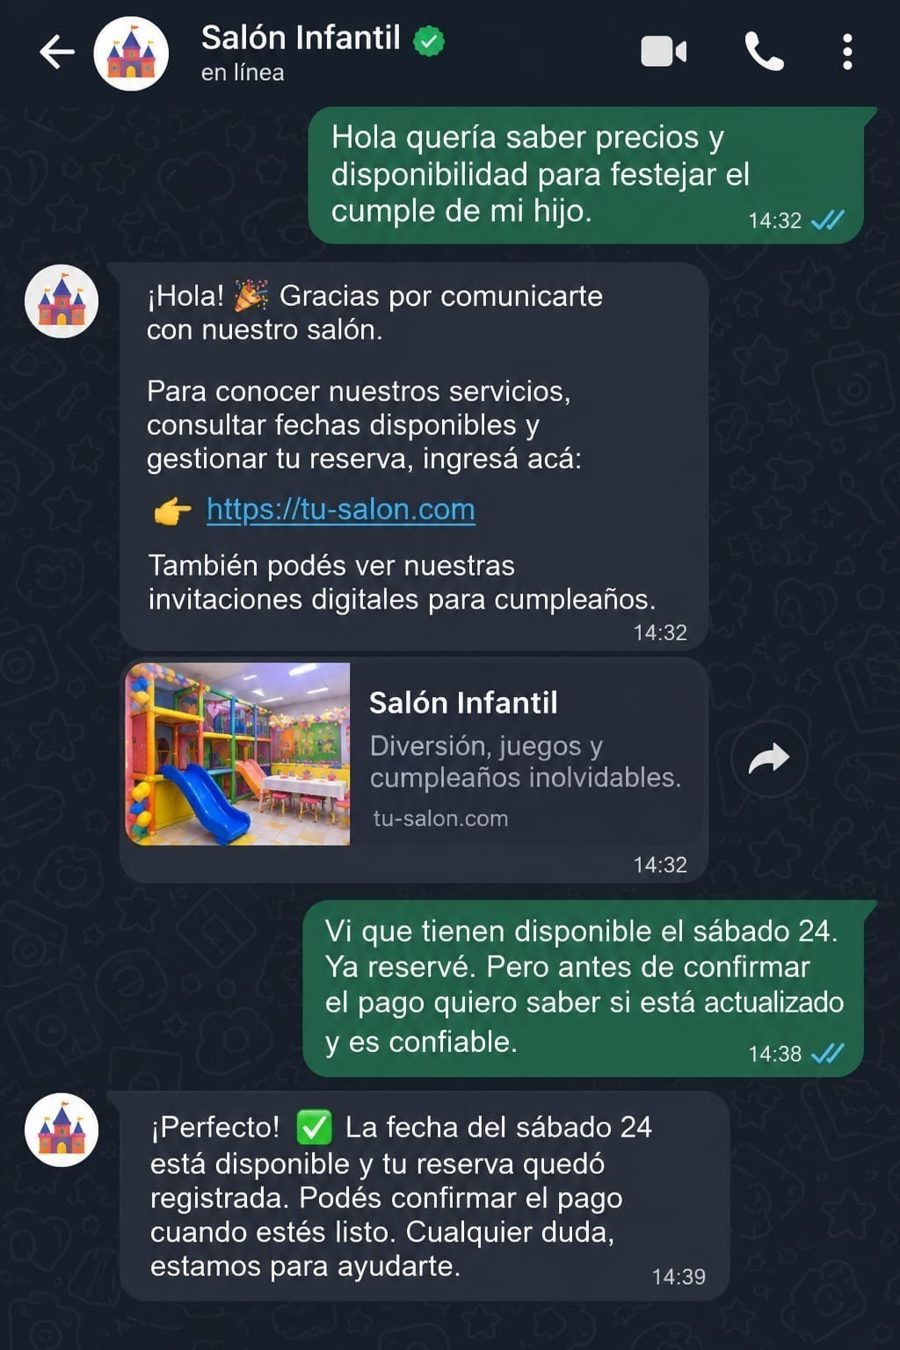 Salón Infantil
en línea
Hola quería saber precios y
disponibilidad para festejar el
cumple de mi hijo.
14:32
¡Hola! 🎉 Gracias por comunicarte
con nuestro salón.
Para conocer nuestros servicios,
consultar fechas disponibles y
gestionar tu reserva, ingresá acá:
👉 https://tu-salon.com
También podés ver nuestras
invitaciones digitales para cumpleaños.
14:32
Salón Infantil
Diversión, juegos y
cumpleaños inolvidables.
tu-salon.com
14:32
Vi que tienen disponible el sábado 24.
Ya reservé. Pero antes de confirmar
el pago quiero saber si está actualizado
y es confiable.
14:38
¡Perfecto! ✅ La fecha del sábado 24
está disponible y tu reserva quedó
registrada. Podés confirmar el pago
cuando estés listo. Cualquier duda,
estamos para ayudarte.
14:39